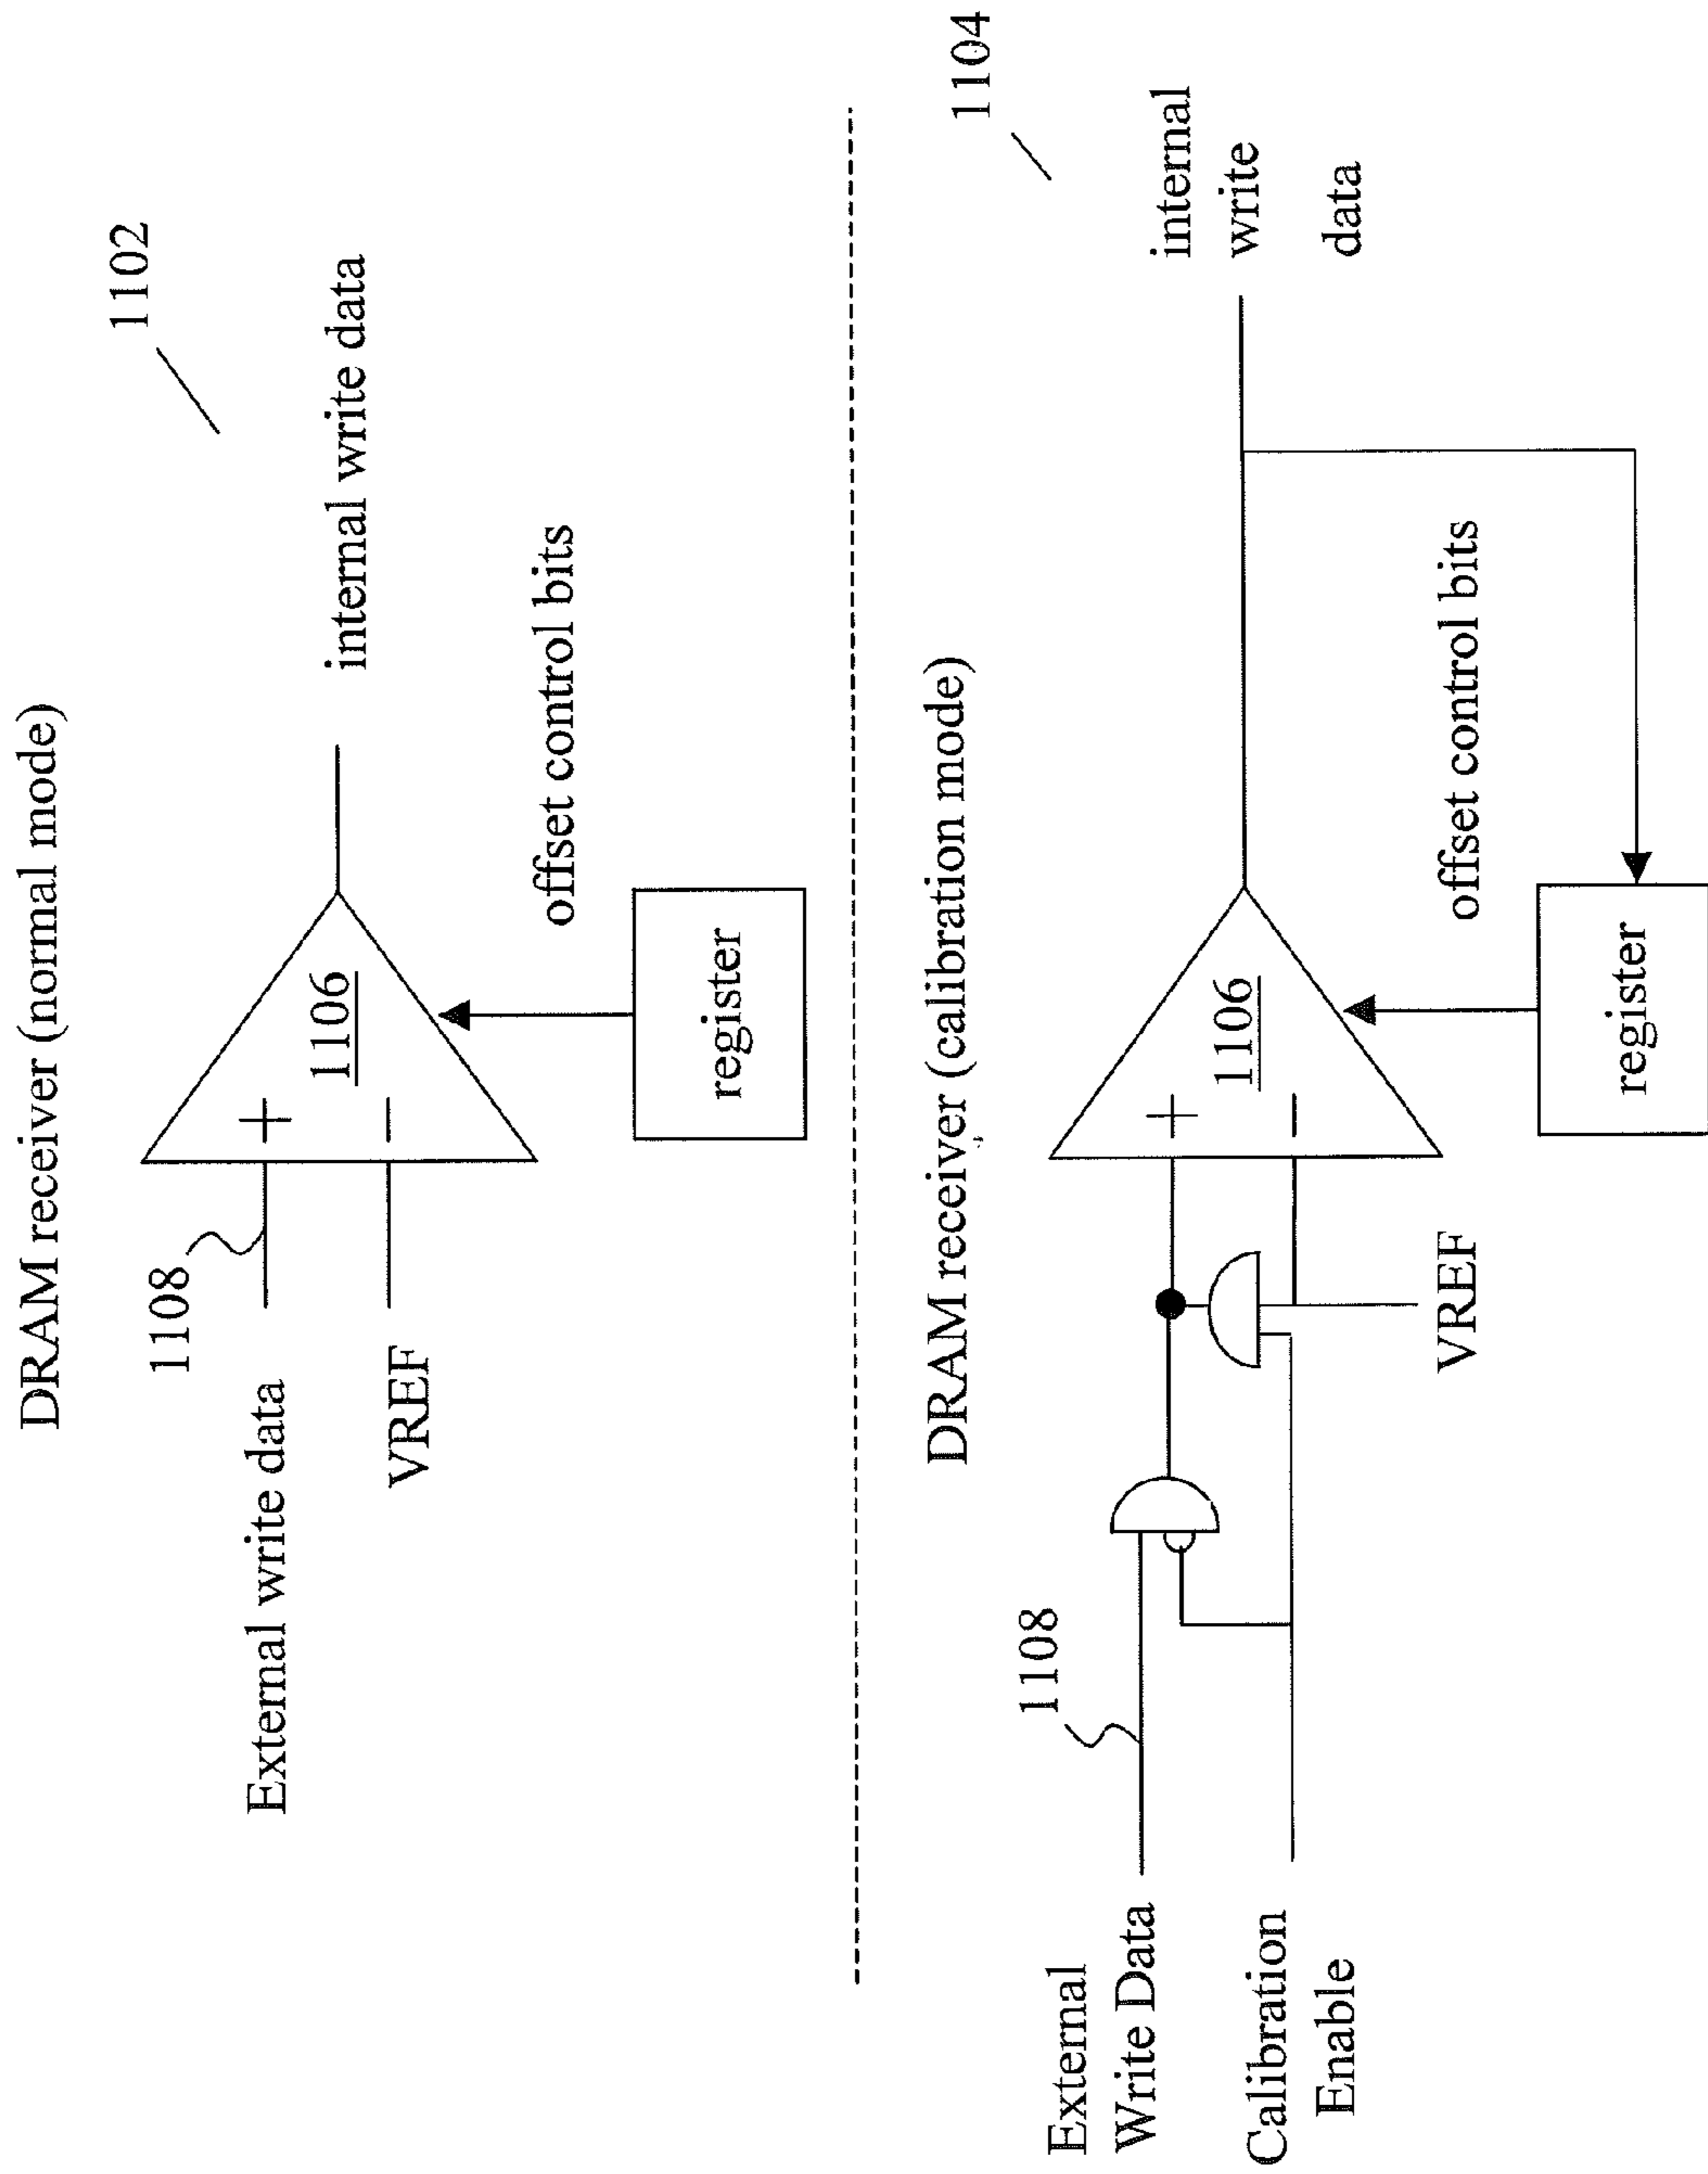 DRAM receiver (normal mode)
1102
1108
External write data
VREF
+
−
1106
internal write data
offset control bits
register
DRAM receiver (calibration mode)
1104
1108
External
Write Data
Calibration
Enable
VREF
+
−
1106
internal
write
data
offset control bits
register